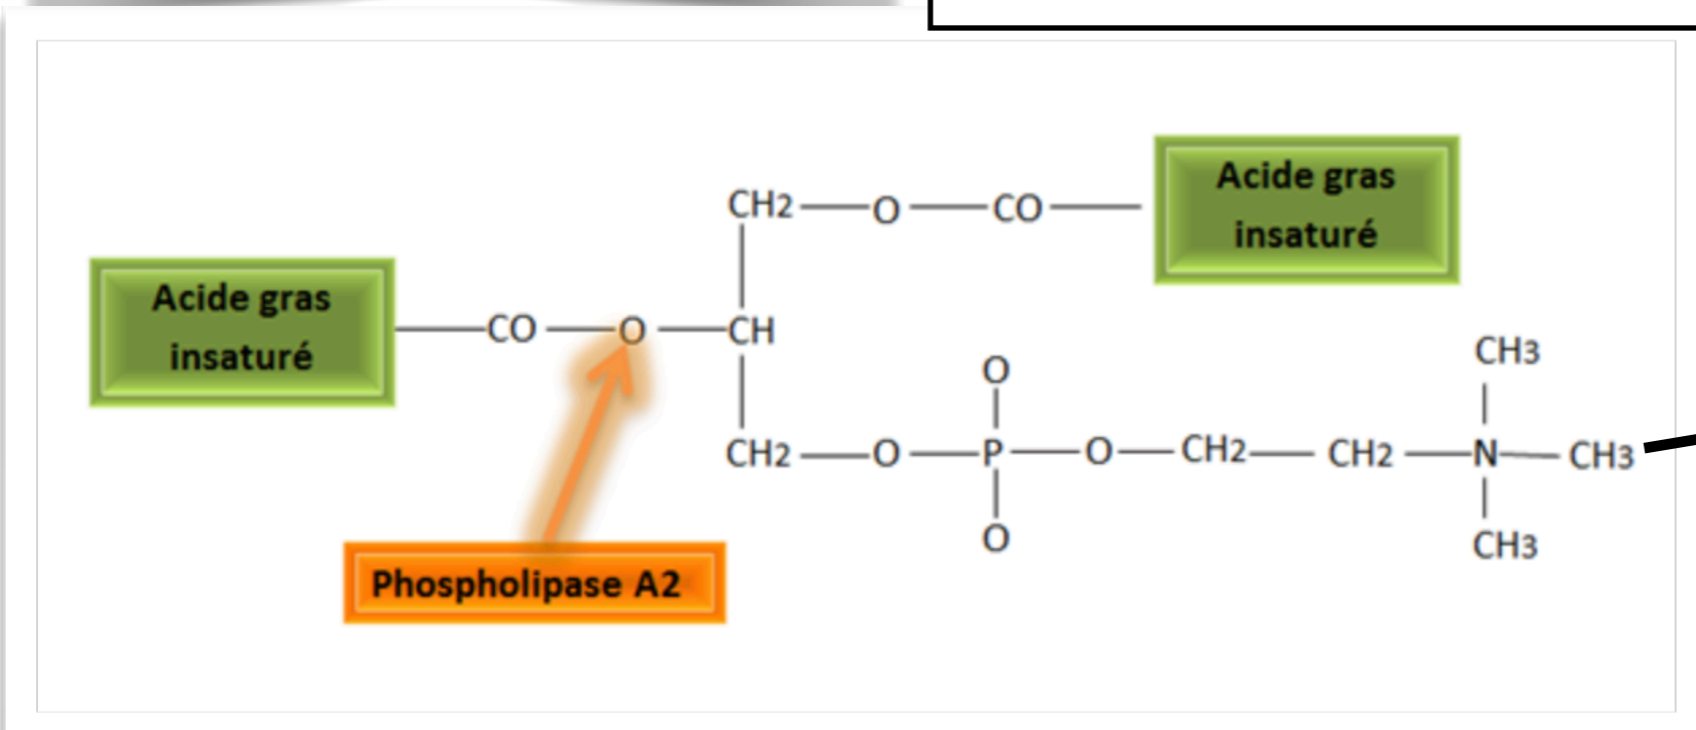 Acide gras
insaturé
CH2 O CO
Acide gras
insaturé
CO O CH
CH3
O
CH2 O P O CH2 CH2 N CH3
O
CH3
Phospholipase A2